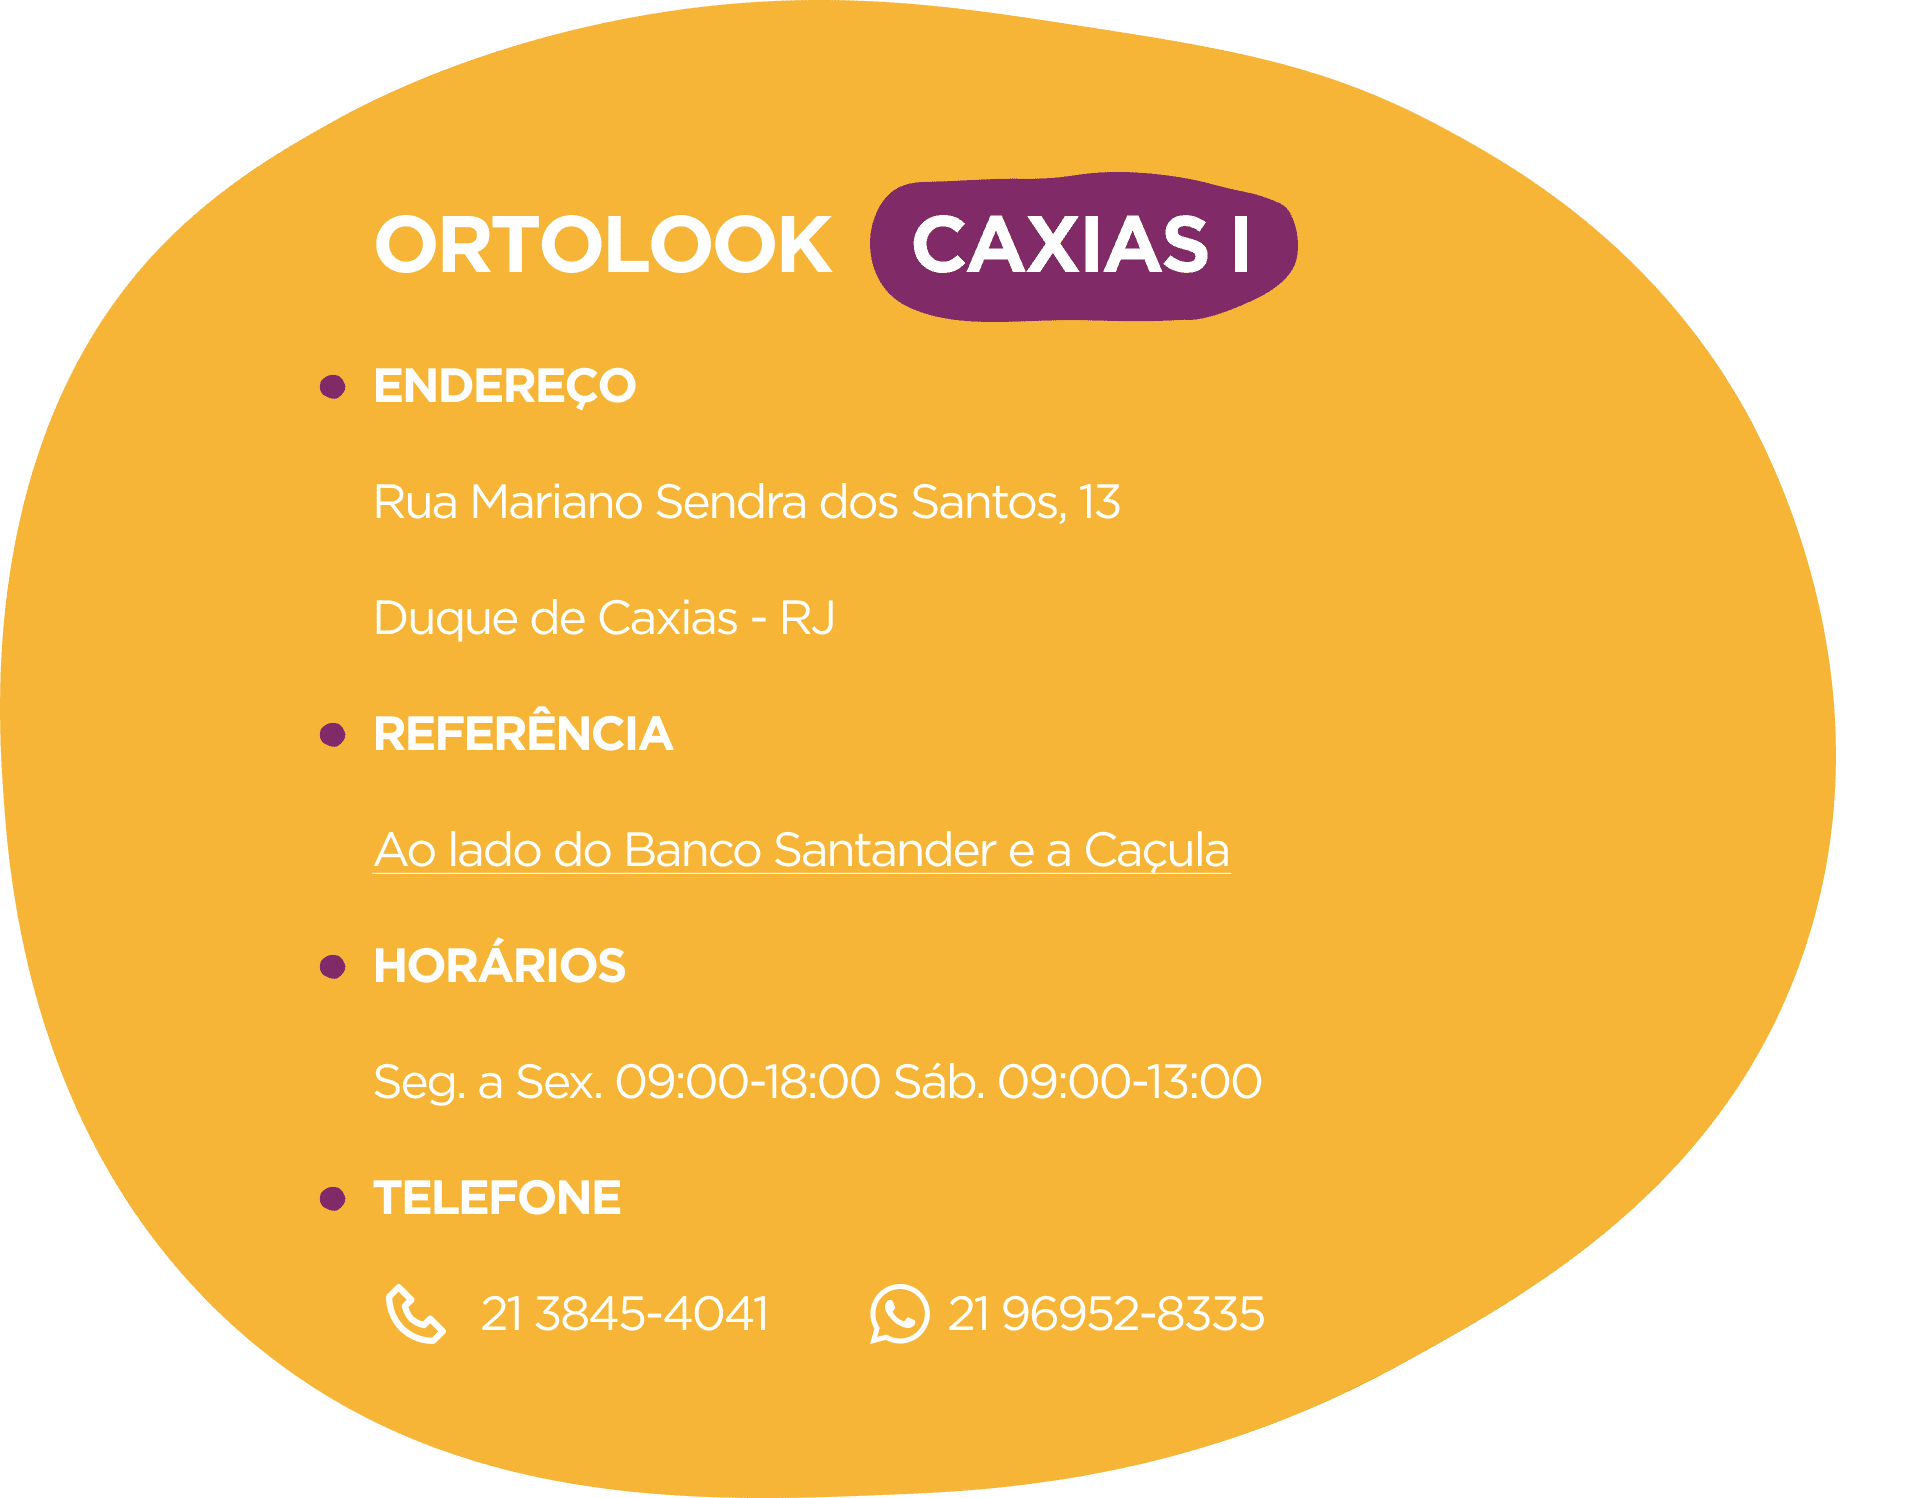 ORTOLOOK CAXIAS I
ENDEREÇO
Rua Mariano Sendra dos Santos, 13
Duque de Caxias - RJ
REFERÊNCIA
Ao lado do Banco Santander e a Caçula
HORÁRIOS
Seg. a Sex. 09:00-18:00 Sáb. 09:00-13:00
TELEFONE
21 3845-4041 21 96952-8335